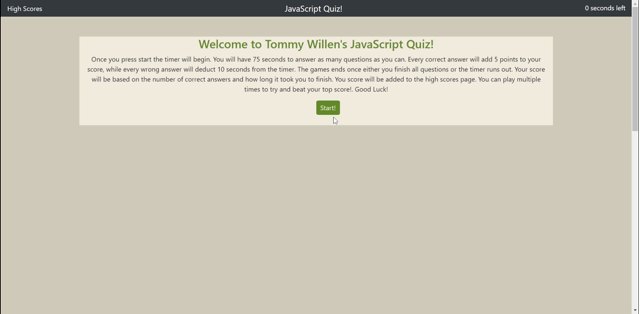 High Scores
JavaScript Quiz!
0 seconds left
Welcome to Tommy Willen's JavaScript Quiz!
Once you press start the timer will begin. You will have 75 seconds to answer as many questions as you can. Every correct answer will add 5 points to your
score, while every wrong answer will deduct 10 seconds from the timer. The games ends once either you finish all questions or the timer runs out. Your score
will be based on the number of correct answers and how long it took you to finish. You score will be added to the high scores page. You can play multiple
times to try and beat your top score!. Good Luck!
Start!